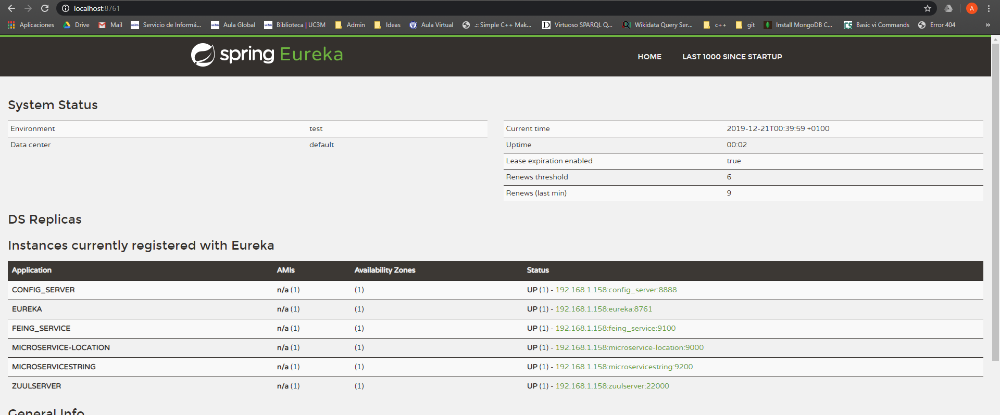 localhost:8761
A
Aplicaciones Drive Mail Servicio de Informá... Aula Global Biblioteca | UC3M Admin Ideas Aula Virtual .:: Simple C++ Mak... Virtuoso SPARQL Q... Wikidata Query Ser... c++ git Install MongoDB C... Basic vi Commands Error 404 »
spring Eureka HOME LAST 1000 SINCE STARTUP
System Status
Environment test
Data center default
Current time 2019-12-21T00:39:59 +0100
Uptime 00:02
Lease expiration enabled true
Renews threshold 6
Renews (last min) 9
DS Replicas
Instances currently registered with Eureka
Application AMIs Availability Zones Status
CONFIG_SERVER n/a (1) (1) UP (1) - 192.168.1.158:config_server:8888
EUREKA n/a (1) (1) UP (1) - 192.168.1.158:eureka:8761
FEING_SERVICE n/a (1) (1) UP (1) - 192.168.1.158:feing_service:9100
MICROSERVICE-LOCATION n/a (1) (1) UP (1) - 192.168.1.158:microservice-location:9000
MICROSERVICESTRING n/a (1) (1) UP (1) - 192.168.1.158:microservicestring:9200
ZUULSERVER n/a (1) (1) UP (1) - 192.168.1.158:zuulserver:22000
General Info